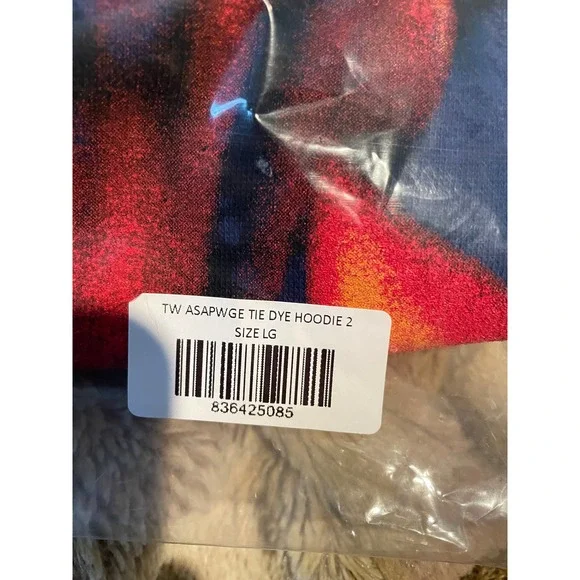 TW ASAPWGE TIE DYE HOODIE 2
SIZE LG
836425085